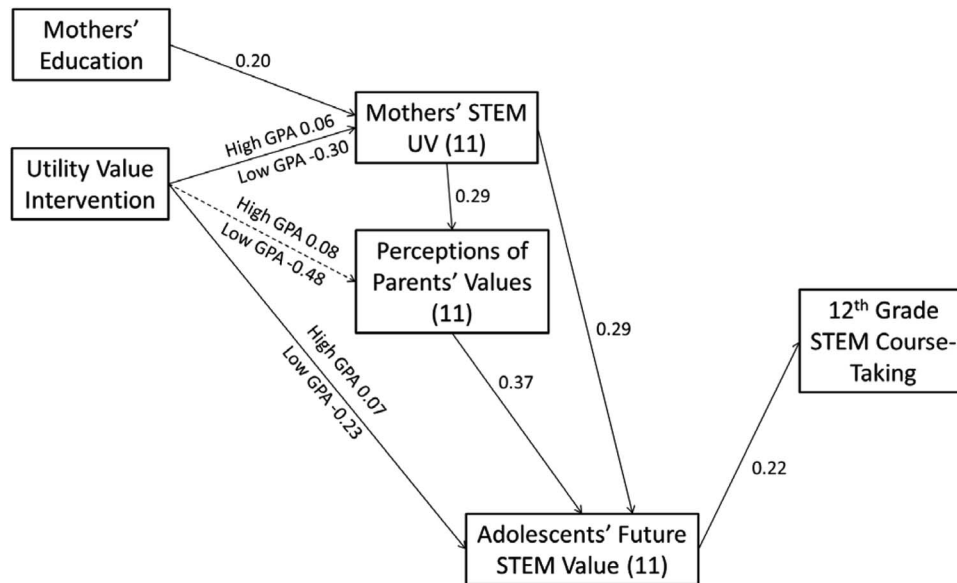 Mothers'
Education
0.20
Mothers' STEM
UV (11)
High GPA 0.06
Low GPA -0.30
Utility Value
Intervention
0.29
High GPA 0.08
Low GPA -0.48
Perceptions of
Parents' Values
(11)
12th Grade
STEM Course-
Taking
0.29
High GPA 0.07
Low GPA -0.23
0.37
0.22
Adolescents' Future
STEM Value (11)